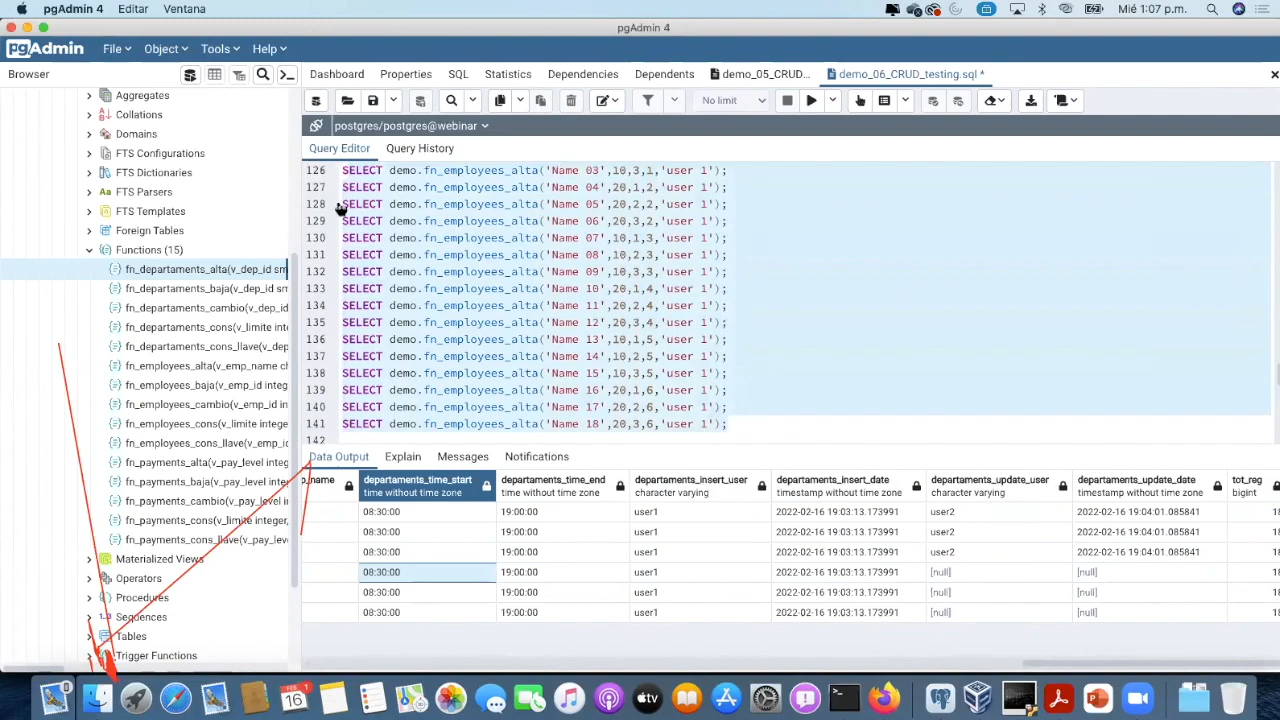 pgAdmin 4 Editar Ventana Mié 1:07 p.m.
pgAdmin 4
pgAdmin File Object Tools Help
Browser Dashboard Properties SQL Statistics Dependencies Dependents demo_05_CRUD... demo_06_CRUD_testing.sql *
No limit
postgres/postgres@webinar
Query Editor Query History
Aggregates
Collations
Domains
FTS Configurations
FTS Dictionaries
Aa FTS Parsers
FTS Templates
Foreign Tables
Functions (15)
fn_departaments_alta(v_dep_id sm
fn_departaments_baja(v_dep_id sm
fn_departaments_cambio(v_dep_id
fn_departaments_cons(v_limite inte
fn_departaments_cons_llave(v_dep
fn_employees_alta(v_emp_name ch
fn_employees_baja(v_emp_id integ
fn_employees_cambio(v_emp_id in
fn_employees_cons(v_limite integer
fn_employees_cons_llave(v_emp_id
fn_payments_alta(v_pay_level integ
fn_payments_baja(v_pay_level integ
fn_payments_cambio(v_pay_level i
fn_payments_cons(v_limite integer,
fn_payments_cons_llave(v_pay_lev
Materialized Views
Operators
Procedures
1..3 Sequences
Tables
Trigger Functions
126 SELECT demo.fn_employees_alta('Name 03',10,3,1,'user 1');
127 SELECT demo.fn_employees_alta('Name 04',20,1,2,'user 1');
128 SELECT demo.fn_employees_alta('Name 05',20,2,2,'user 1');
129 SELECT demo.fn_employees_alta('Name 06',20,3,2,'user 1');
130 SELECT demo.fn_employees_alta('Name 07',10,1,3,'user 1');
131 SELECT demo.fn_employees_alta('Name 08',10,2,3,'user 1');
132 SELECT demo.fn_employees_alta('Name 09',10,3,3,'user 1');
133 SELECT demo.fn_employees_alta('Name 10',20,1,4,'user 1');
134 SELECT demo.fn_employees_alta('Name 11',20,2,4,'user 1');
135 SELECT demo.fn_employees_alta('Name 12',20,3,4,'user 1');
136 SELECT demo.fn_employees_alta('Name 13',10,1,5,'user 1');
137 SELECT demo.fn_employees_alta('Name 14',10,2,5,'user 1');
138 SELECT demo.fn_employees_alta('Name 15',10,3,5,'user 1');
139 SELECT demo.fn_employees_alta('Name 16',20,1,6,'user 1');
140 SELECT demo.fn_employees_alta('Name 17',20,2,6,'user 1');
141 SELECT demo.fn_employees_alta('Name 18',20,3,6,'user 1');
142
Data Output Explain Messages Notifications
_name departaments_time_start departaments_time_end departaments_insert_user departaments_insert_date departaments_update_user departaments_update_date tot_reg
time without time zone time without time zone character varying timestamp without time zone character varying timestamp without time zone bigint
08:30:00 19:00:00 user1 2022-02-16 19:03:13.173991 user2 2022-02-16 19:04:01.085841
08:30:00 19:00:00 user1 2022-02-16 19:03:13.173991 user2 2022-02-16 19:04:01.085841
08:30:00 19:00:00 user1 2022-02-16 19:03:13.173991 user2 2022-02-16 19:04:01.085841
08:30:00 19:00:00 user1 2022-02-16 19:03:13.173991 [null] [null]
08:30:00 19:00:00 user1 2022-02-16 19:03:13.173991 [null] [null]
08:30:00 19:00:00 user1 2022-02-16 19:03:13.173991 [null] [null]
FEB 1
16
tv